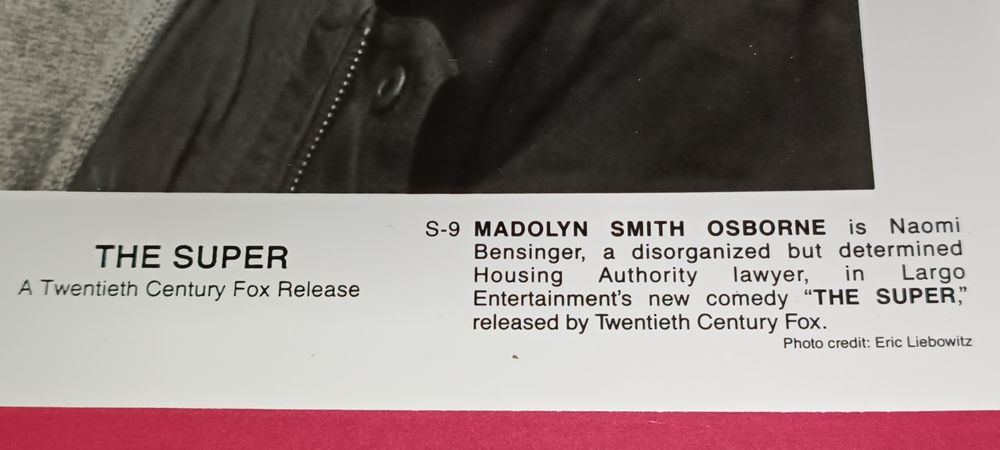 THE SUPER
A Twentieth Century Fox Release
S-9 MADOLYN SMITH OSBORNE is Naomi
Bensinger, a disorganized but determined
Housing Authority lawyer, in Largo
Entertainment's new comedy “THE SUPER,”
released by Twentieth Century Fox.
Photo credit: Eric Liebowitz